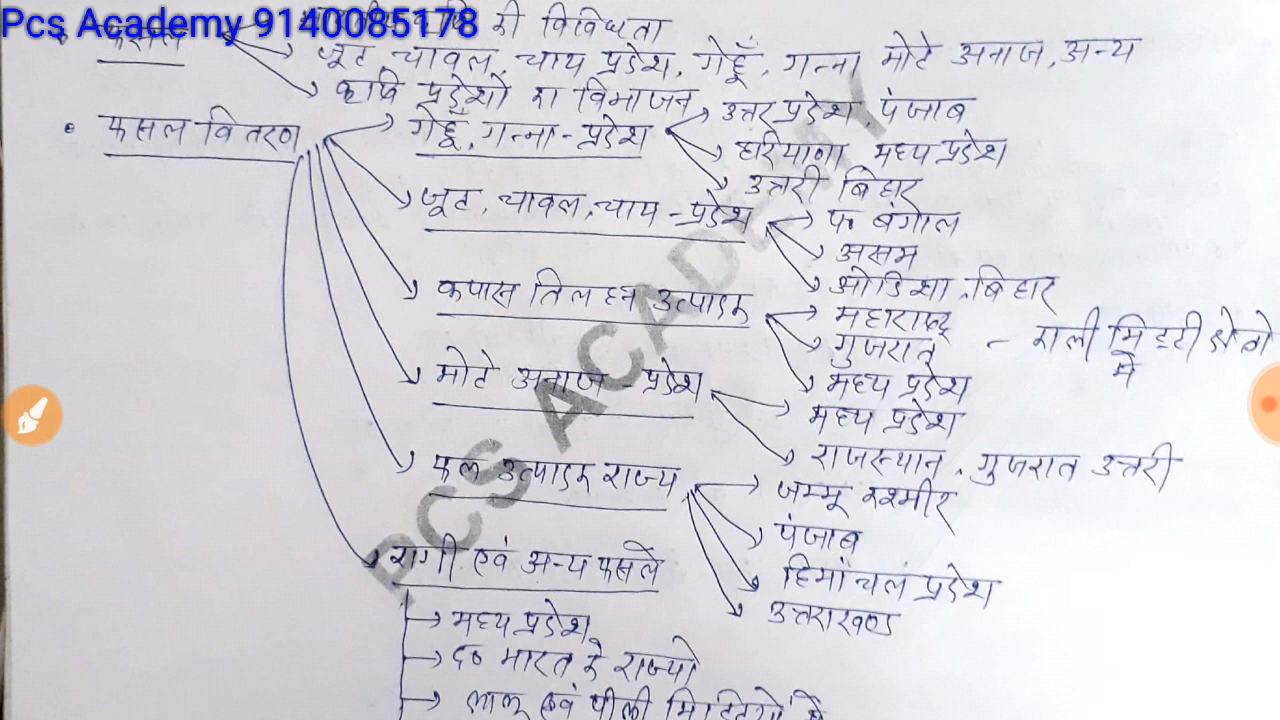 Pcs Academy 9140085178
की विविधता
फसल
जूट चावल, चाय प्रदेश, गेहूँ, गन्ना मोटे अनाज, अन्य
कृषि प्रदेशों का विभाजन
फसल वितरण
गेहूँ, गन्ना - प्रदेश
उत्तर प्रदेश, पंजाब
हरियाणा मध्य प्रदेश
उत्तरी बिहार
जूट, चावल, चाय - प्रदेश
प० बंगाल
असम
ओडिशा, बिहार
कपास तिलहन उत्पादक
महाराष्ट्र
गुजरात - काली मिट्टी क्षेत्रो मे
मध्य प्रदेश
मोटे अनाज - प्रदेश
मध्य प्रदेश
राजस्थान, गुजरात उत्तरी
फल उत्पादक राज्य
जम्मू कश्मीर
पंजाब
हिमांचल प्रदेश
उत्तराखण्ड
रागी एवं अन्य फसले
मध्य प्रदेश
द० भारत के राज्यो
लाल एवं पीली मिट्टियों मे
PCS ACADEMY